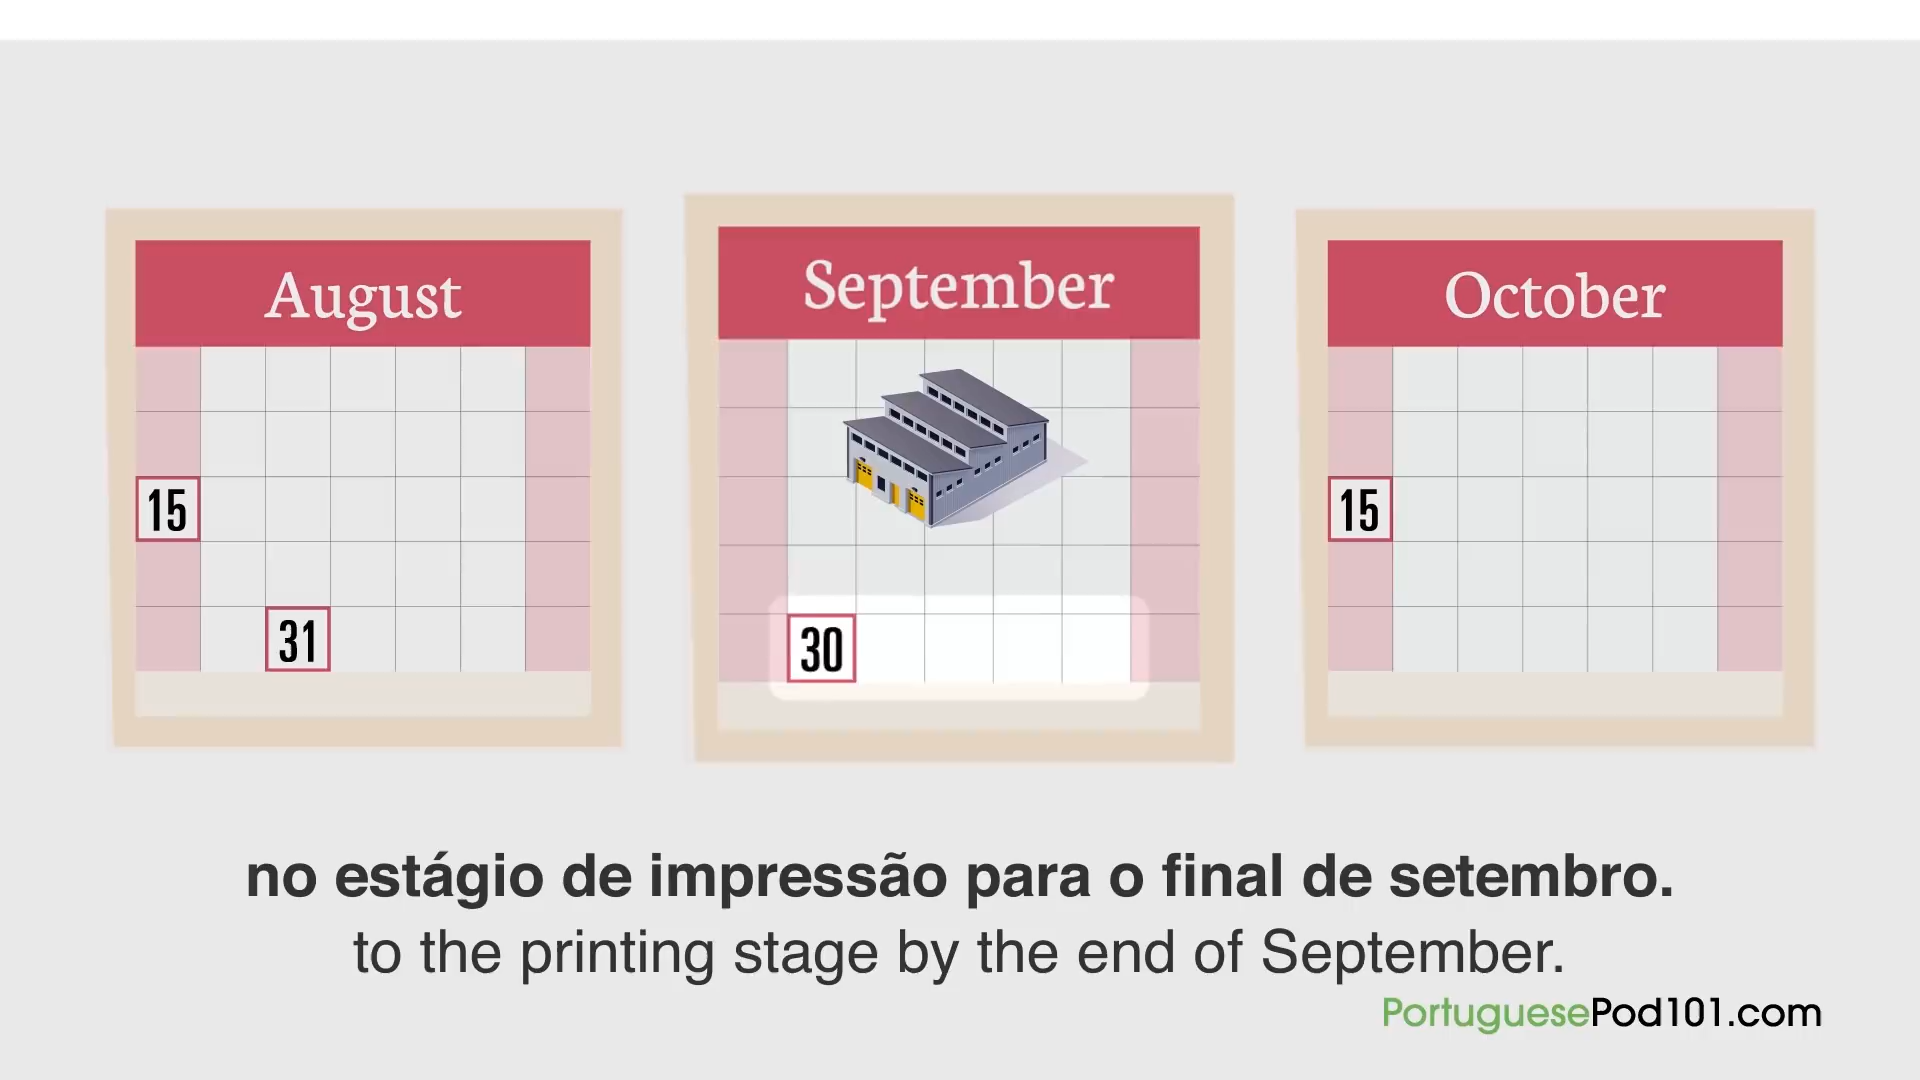 August
September
October
15
15
31
30
no estágio de impressão para o final de setembro.
to the printing stage by the end of September.
PortuguesePod101.com